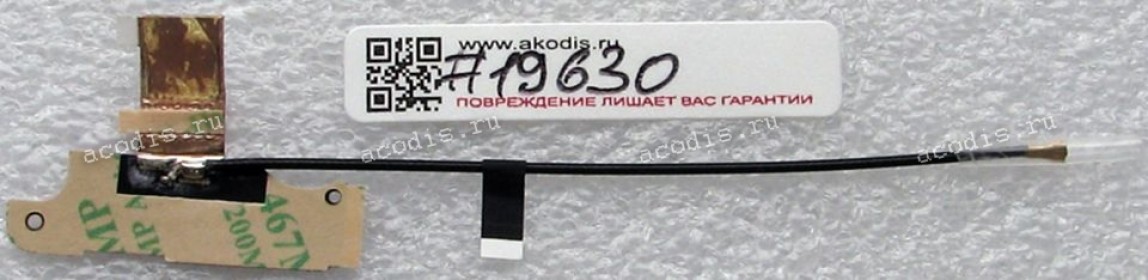 www.akodis.ru
#19630
ПОВРЕЖДЕНИЕ ЛИШАЕТ ВАС ГАРАНТИИ
acodis.ru
acodis.ru
acodis.ru
acodis.ru
acodis.ru
MP
MP A
200
467